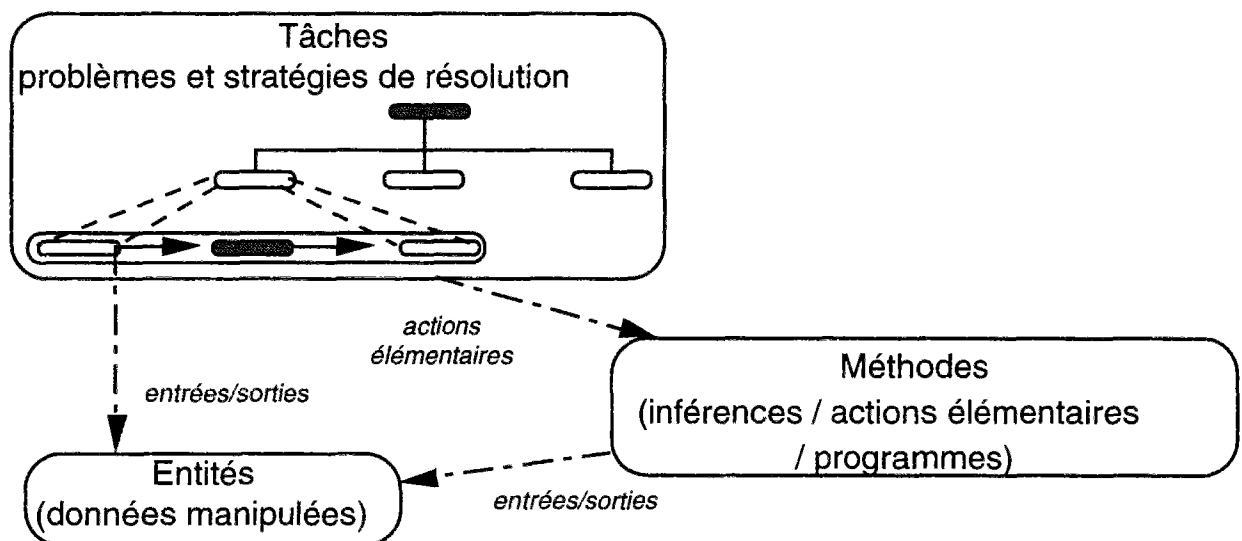 Tâches
problèmes et stratégies de résolution
actions
élémentaires
entrées/sorties
Méthodes
(inférences / actions élémentaires
/ programmes)
Entités
(données manipulées)
entrées/sorties